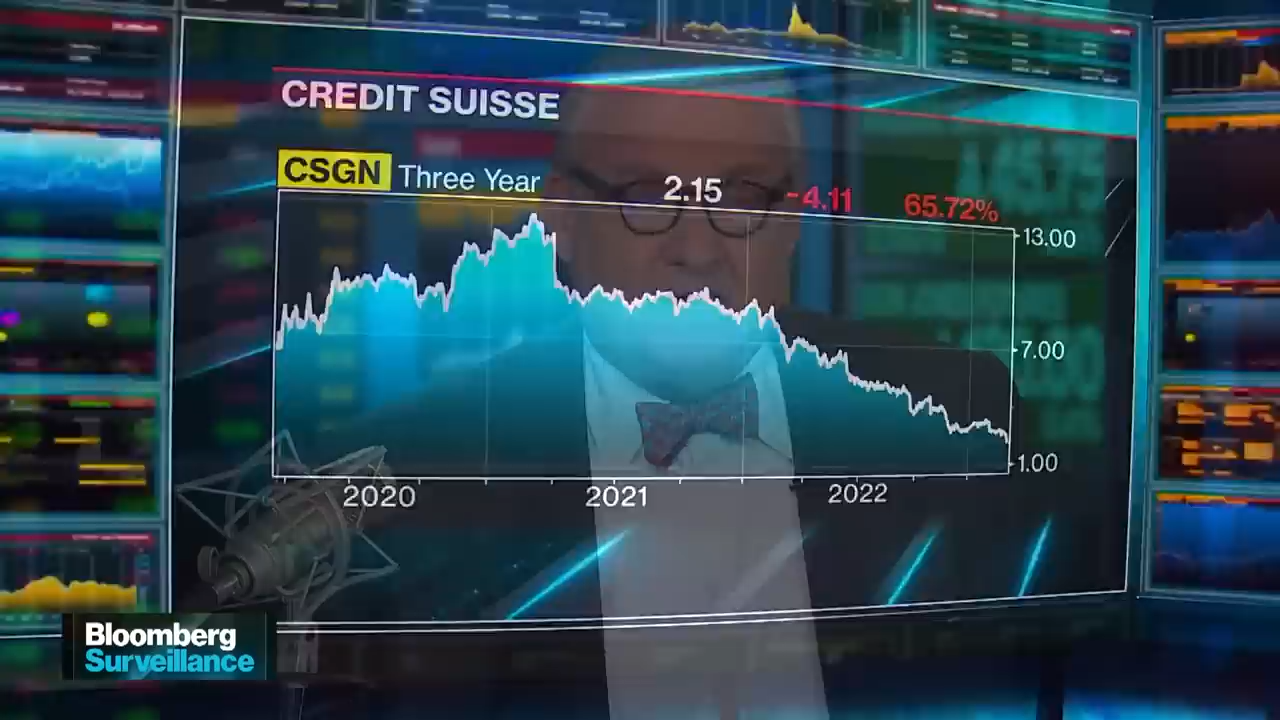 CREDIT SUISSE
CSGN Three Year 2.15 -4.11 65.72%
13.00
7.00
1.00
2020 2021 2022
Bloomberg
Surveillance